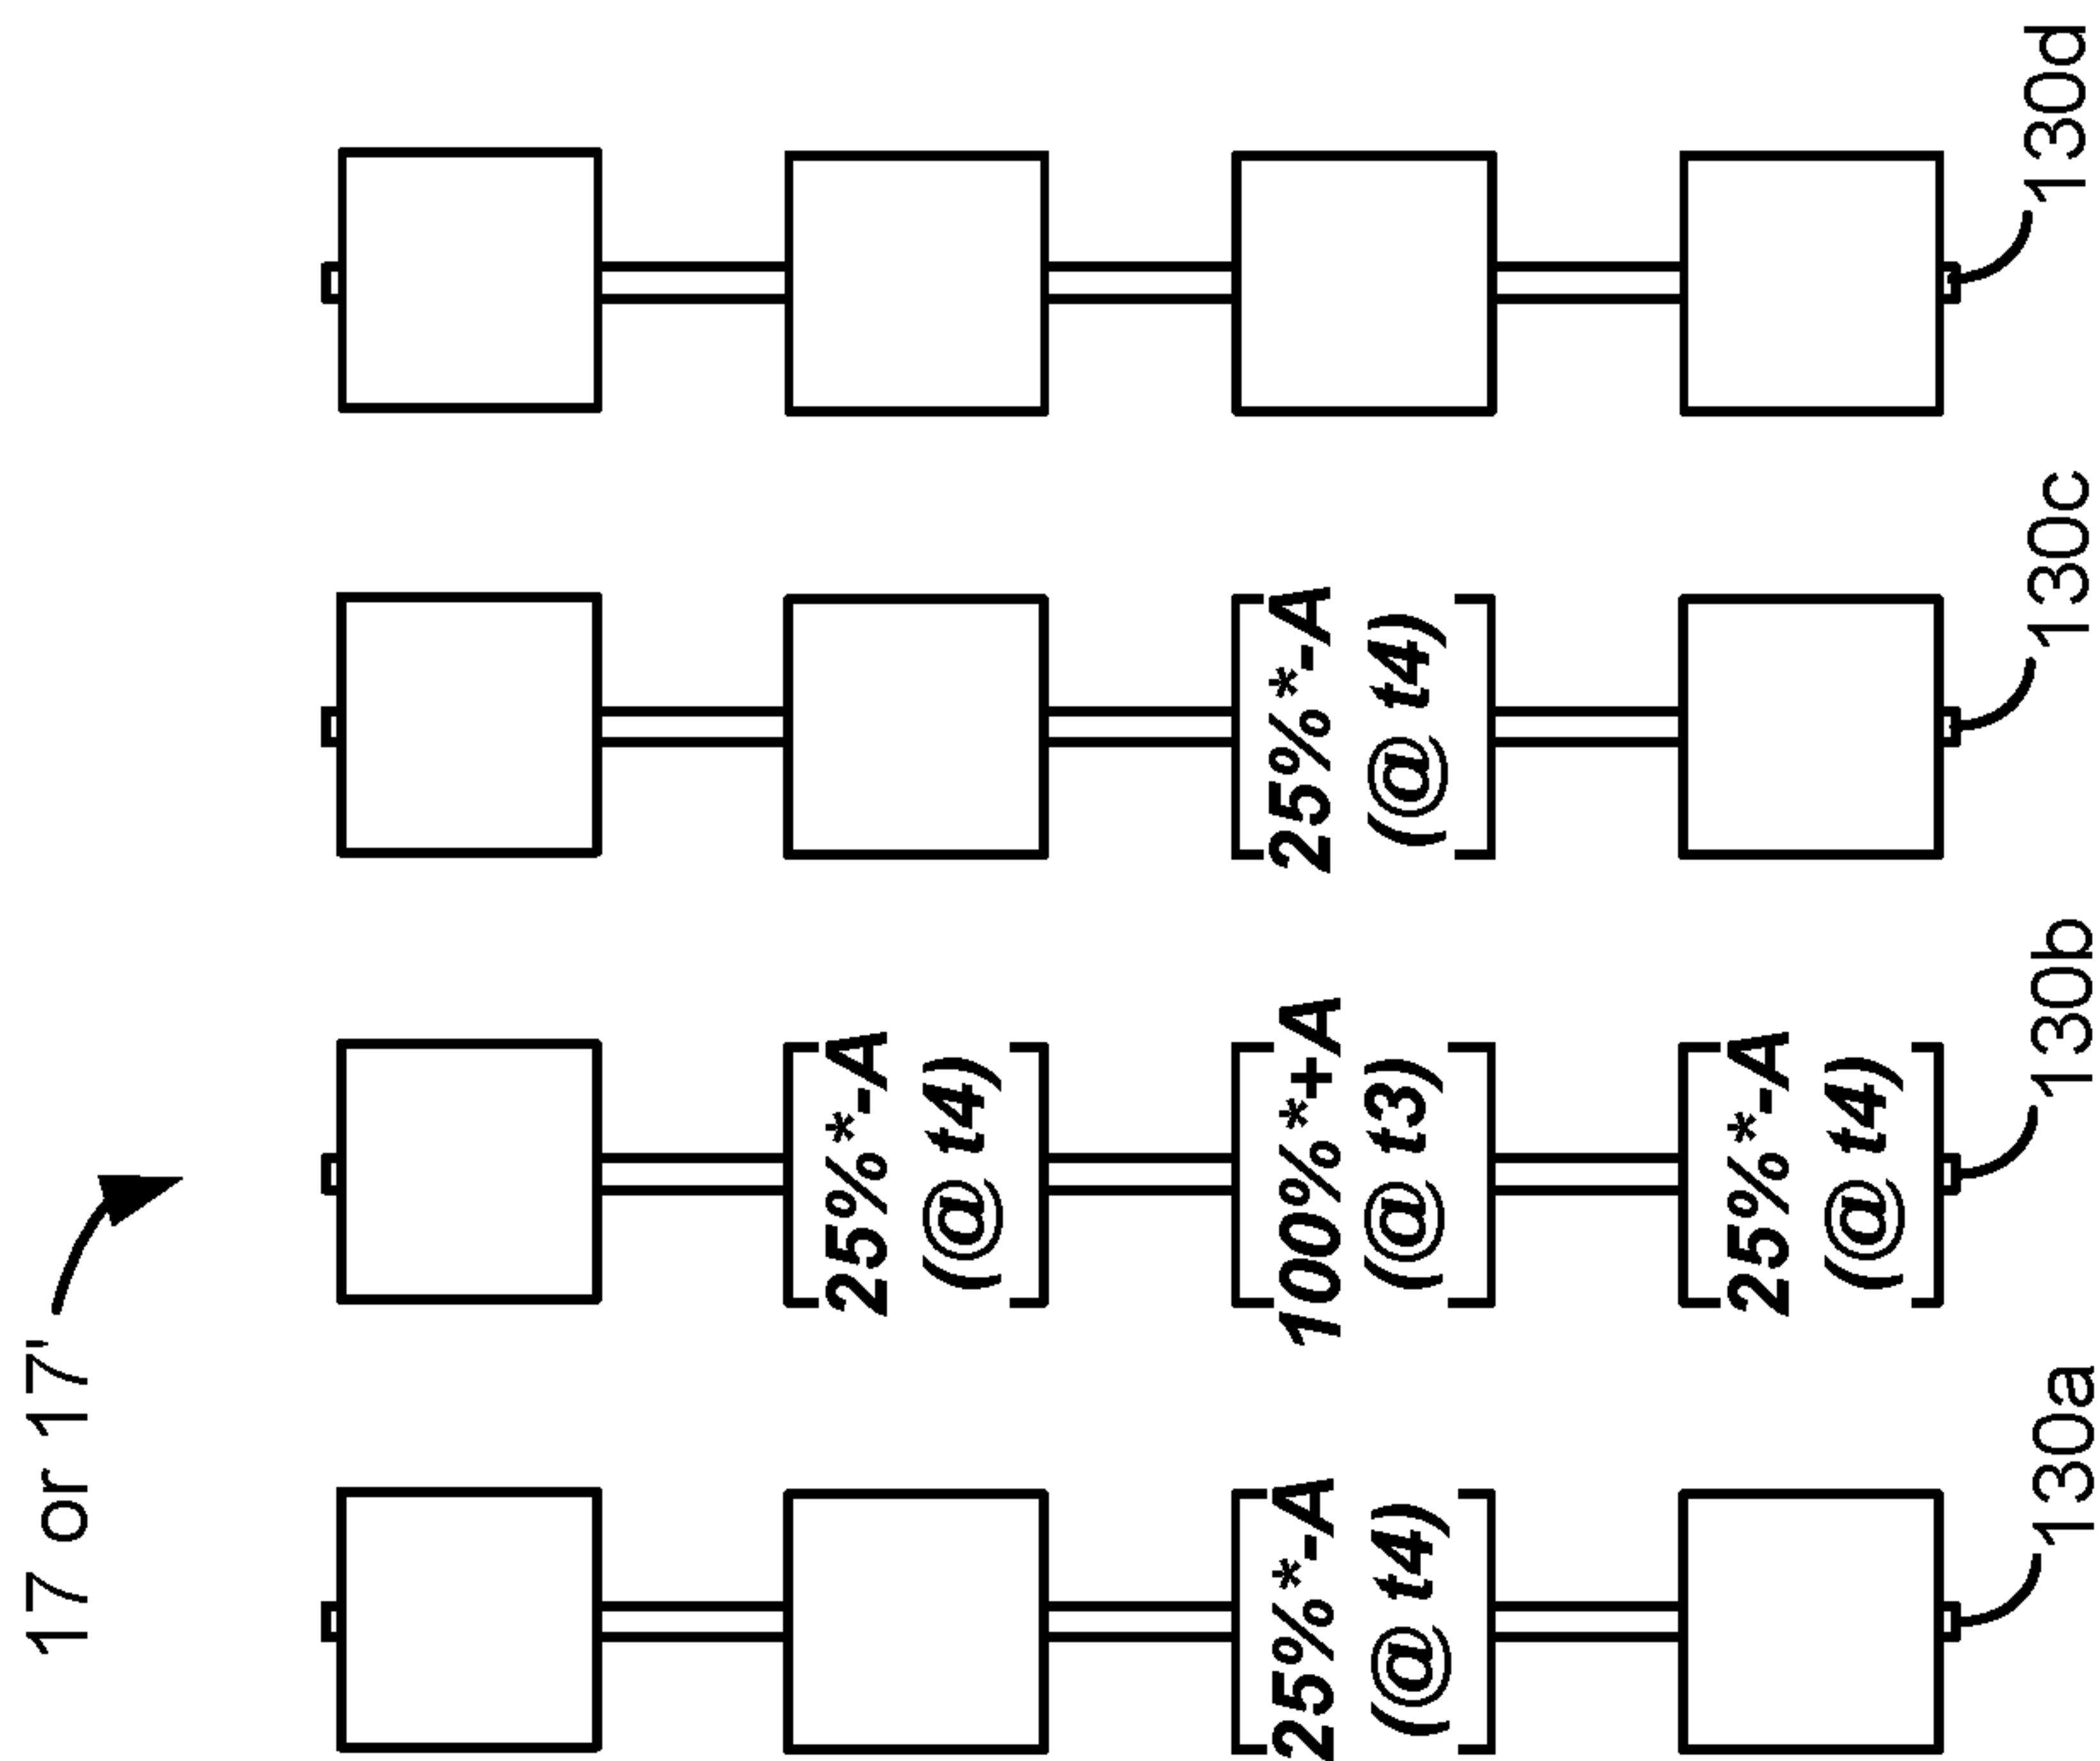 17 or 17'
25%*-A
(@ t4)
25%*-A
(@ t4)
100%*+A
(@ t3)
25%*-A
(@ t4)
25%*-A
(@ t4)
130a
130b
130c
130d